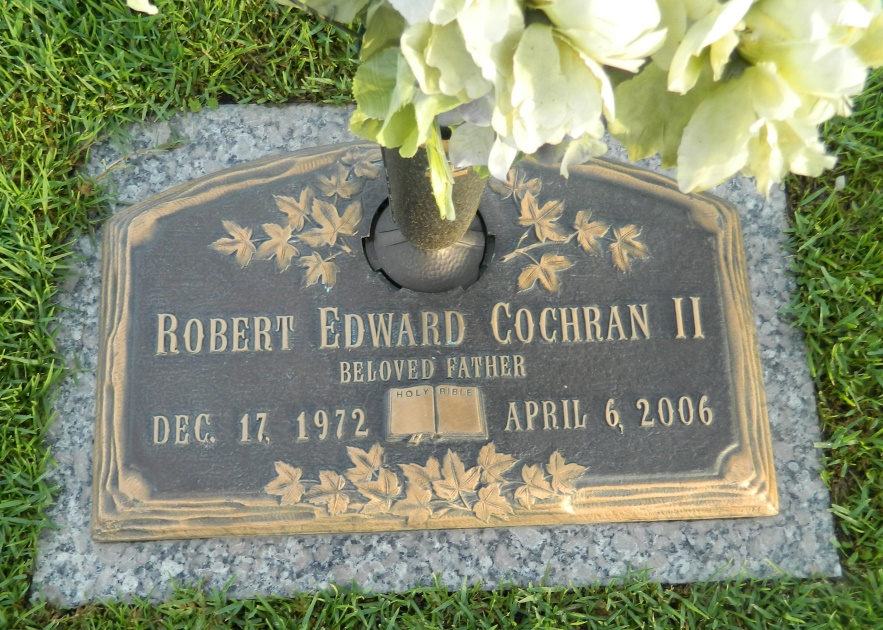 ROBERT EDWARD COCHRAN II
BELOVED FATHER
HOLY BIBLE
DEC. 17, 1972 APRIL 6, 2006